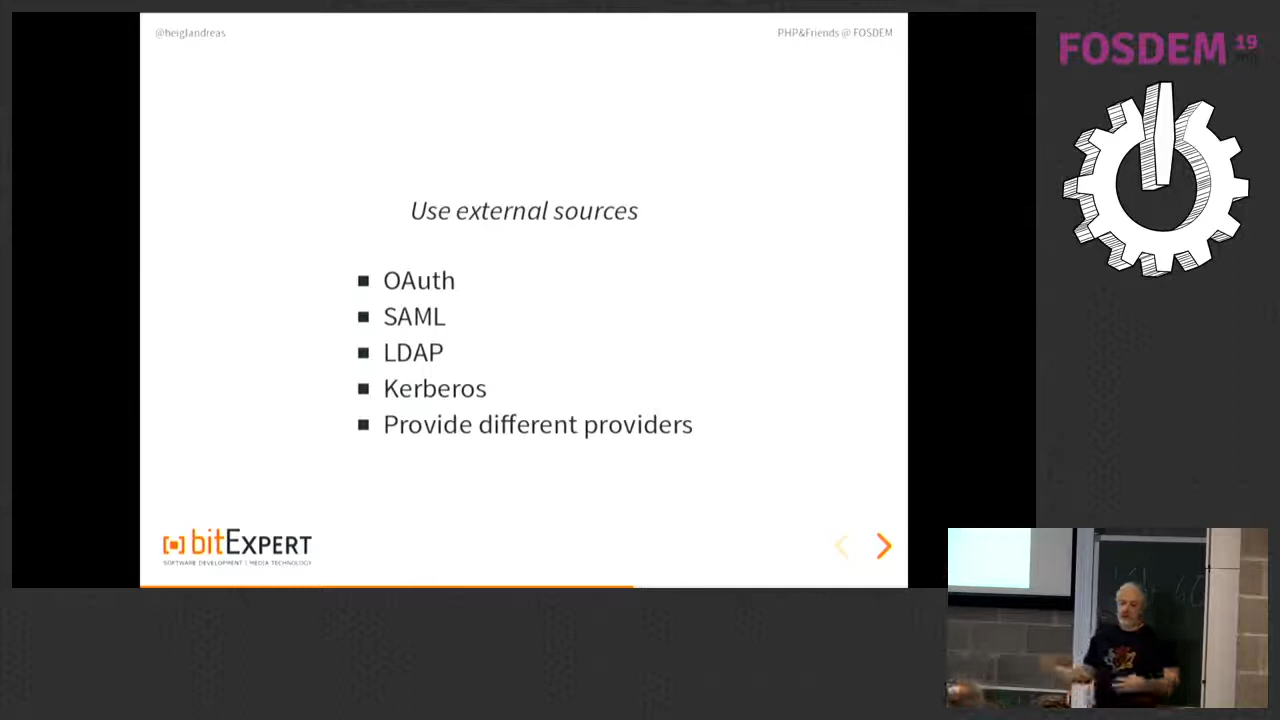 @heiglandreas
PHP&Friends @ FOSDEM
FOSDEM 19
Use external sources
OAuth
SAML
LDAP
Kerberos
Provide different providers
bitExpert
SOFTWARE DEVELOPMENT | MEDIA TECHNOLOGY